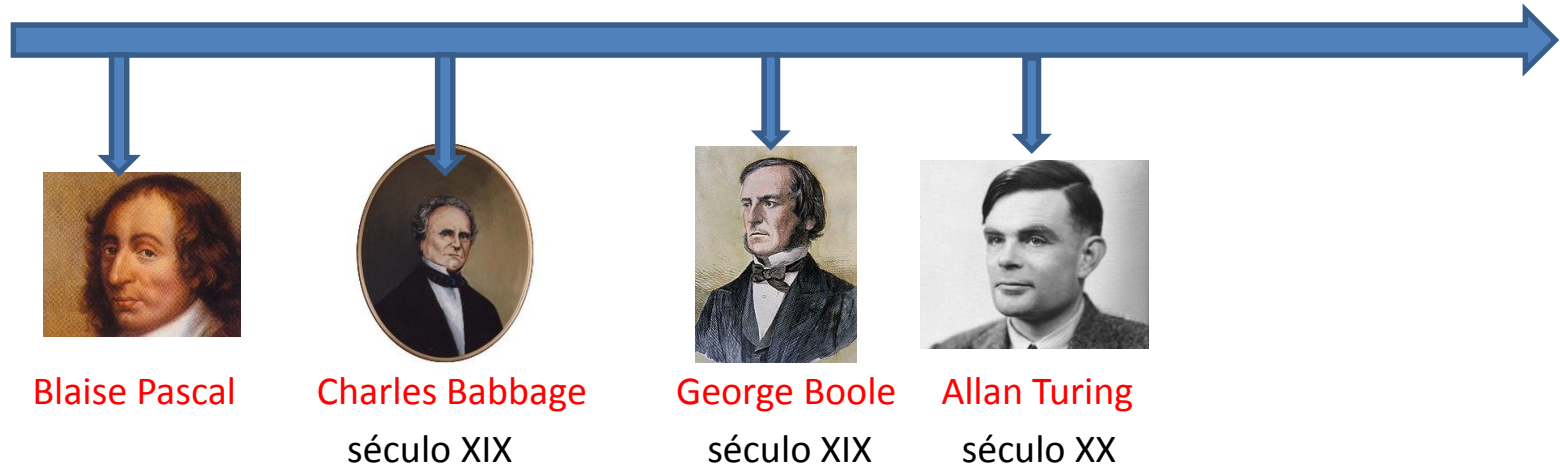 Blaise Pascal
Charles Babbage
século XIX
George Boole
século XIX
Allan Turing
século XX